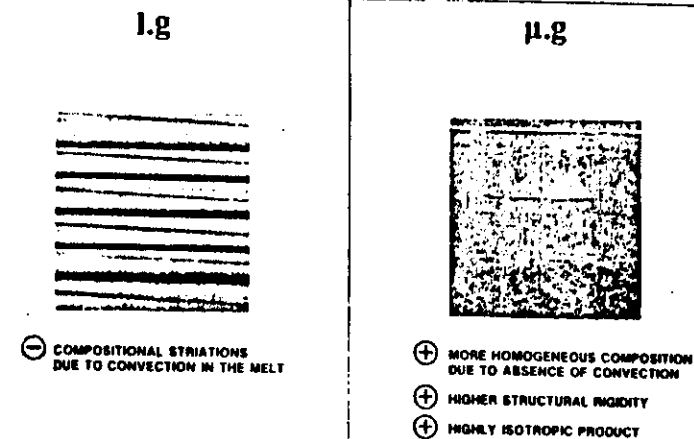 1.g
⊖ COMPOSITIONAL STRIATIONS
DUE TO CONVECTION IN THE MELT
µ.g
⊕ MORE HOMOGENEOUS COMPOSITION
DUE TO ABSENCE OF CONVECTION
⊕ HIGHER STRUCTURAL RIGIDITY
⊕ HIGHLY ISOTROPIC PRODUCT